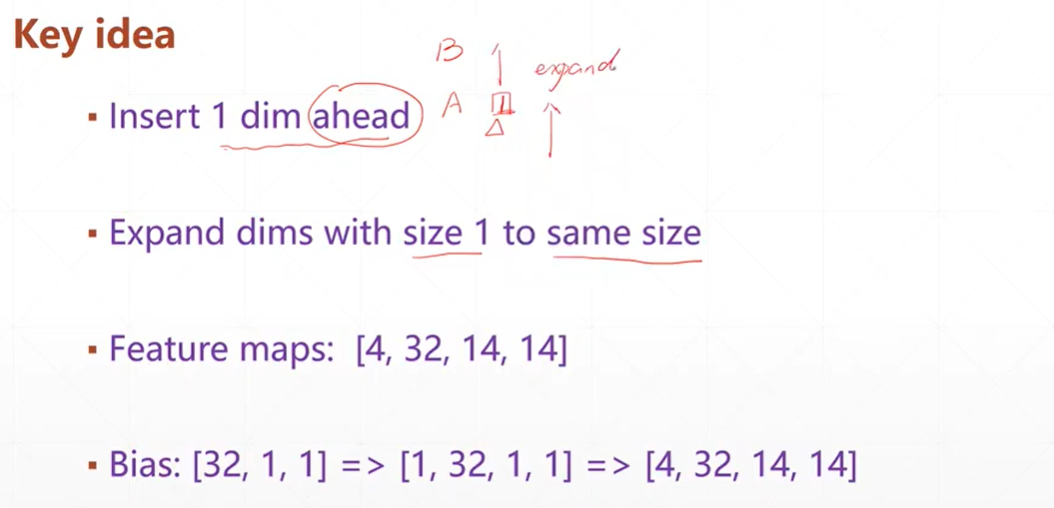 Key idea
B
expand
▪ Insert 1 dim ahead
A 1
▪ Expand dims with size 1 to same size
▪ Feature maps: [4, 32, 14, 14]
▪ Bias: [32, 1, 1] => [1, 32, 1, 1] => [4, 32, 14, 14]